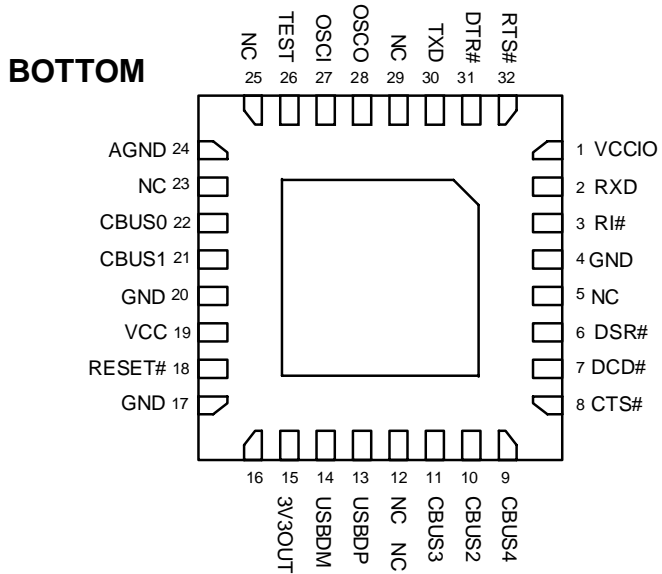 BOTTOM
NC
TEST
OSCI
OSCO
NC
TXD
DTR#
RTS#
25 26 27 28 29 30 31 32
AGND 24
NC 23
CBUS0 22
CBUS1 21
GND 20
VCC 19
RESET# 18
GND 17
1 VCCIO
2 RXD
3 RI#
4 GND
5 NC
6 DSR#
7 DCD#
8 CTS#
16 15 14 13 12 11 10 9
3V3OUT
USBDM
USBDP
NC NC
CBUS3
CBUS2
CBUS4